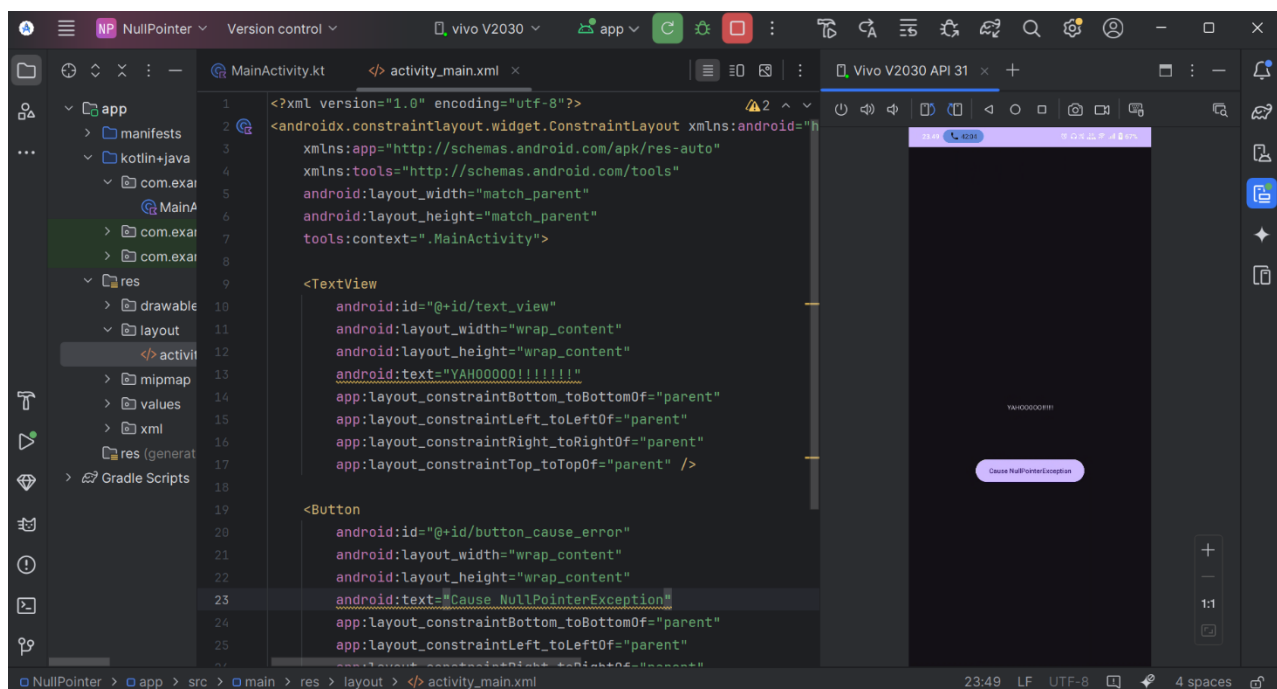 NP NullPointer Version control vivo V2030 app
MainActivity.kt activity_main.xml Vivo V2030 API 31
app
manifests
kotlin+java
com.exar
MainA
com.exar
com.exar
res
drawable
layout
activit
mipmap
values
xml
res (generat
Gradle Scripts
2
1 <?xml version="1.0" encoding="utf-8"?>
2 <androidx.constraintlayout.widget.ConstraintLayout xmlns:android="h
3 xmlns:app="http://schemas.android.com/apk/res-auto"
4 xmlns:tools="http://schemas.android.com/tools"
5 android:layout_width="match_parent"
6 android:layout_height="match_parent"
7 tools:context=".MainActivity">
8
9 <TextView
10 android:id="@+id/text_view"
11 android:layout_width="wrap_content"
12 android:layout_height="wrap_content"
13 android:text="YAHOOOOO!!!!!!!"
14 app:layout_constraintBottom_toBottomOf="parent"
15 app:layout_constraintLeft_toLeftOf="parent"
16 app:layout_constraintRight_toRightOf="parent"
17 app:layout_constraintTop_toTopOf="parent" />
18
19 <Button
20 android:id="@+id/button_cause_error"
21 android:layout_width="wrap_content"
22 android:layout_height="wrap_content"
23 android:text="Cause NullPointerException"
24 app:layout_constraintBottom_toBottomOf="parent"
25 app:layout_constraintLeft_toLeftOf="parent"
Cause NullPointerException
1:1
NullPointer > app > src > main > res > layout > activity_main.xml 23:49 LF UTF-8 4 spaces